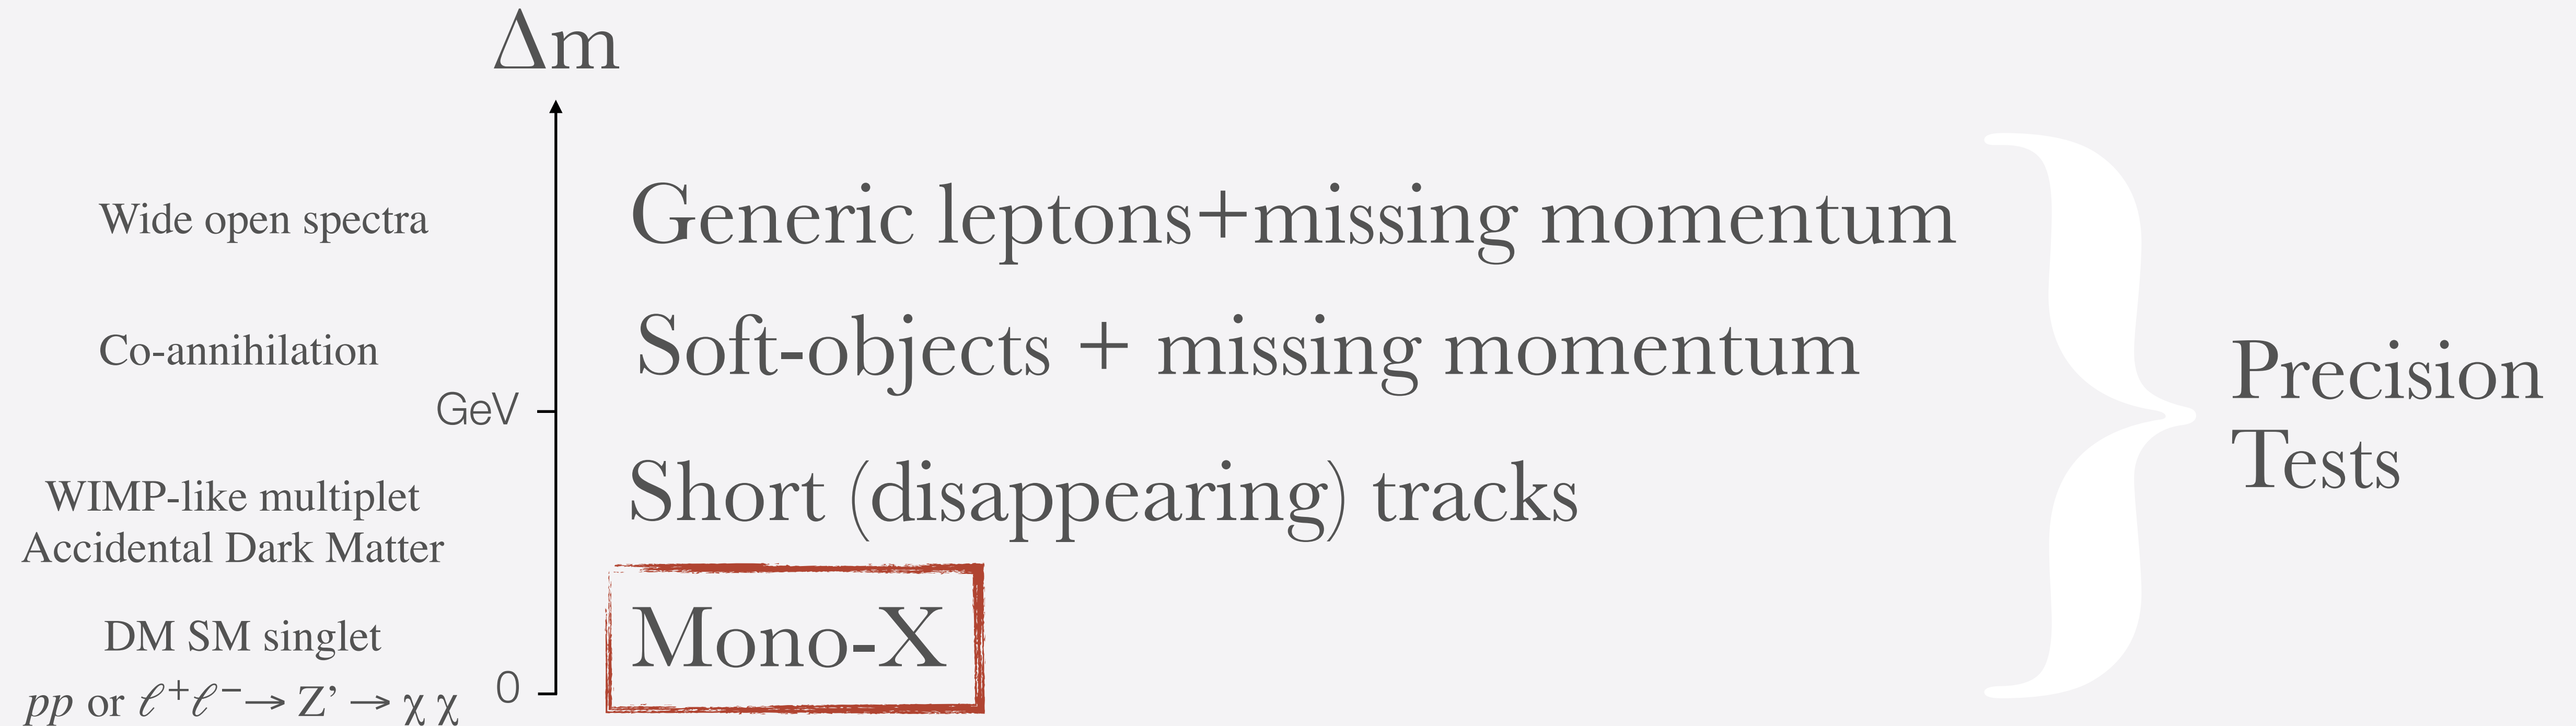 Δm
Wide open spectra
Generic leptons+missing momentum
Co-annihilation
Soft-objects + missing momentum
GeV
Precision
Tests
WIMP-like multiplet
Accidental Dark Matter
Short (disappearing) tracks
DM SM singlet
Mono-X
pp or ℓ⁺ℓ⁻→ Z’ → χ χ
0